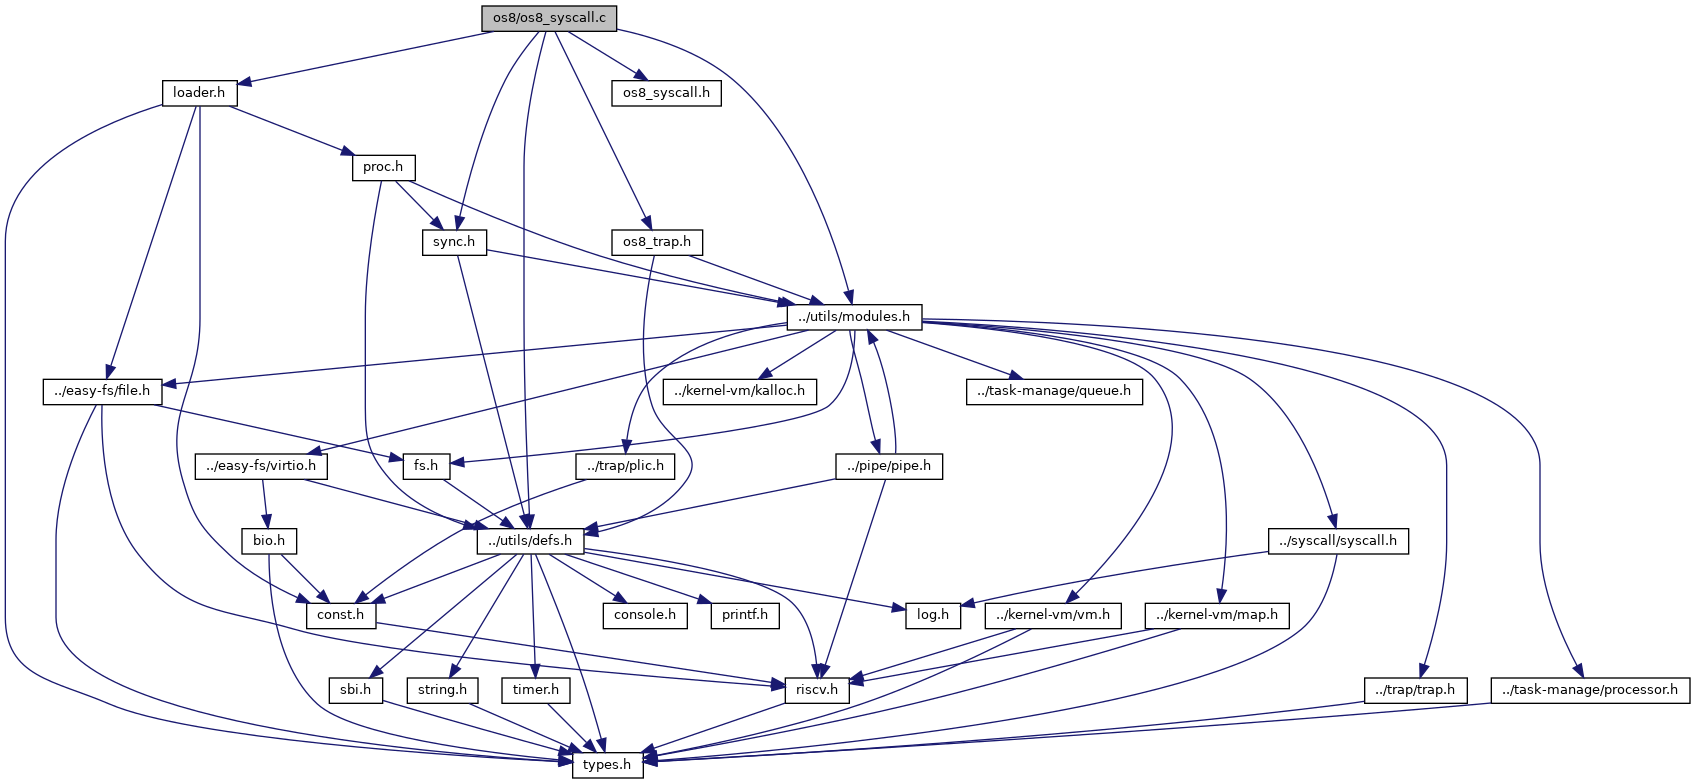 os8/os8_syscall.c
loader.h
os8_syscall.h
proc.h
sync.h
os8_trap.h
../utils/modules.h
../easy-fs/file.h
../kernel-vm/kalloc.h
../task-manage/queue.h
../easy-fs/virtio.h
fs.h
../trap/plic.h
../pipe/pipe.h
bio.h
../utils/defs.h
../syscall/syscall.h
const.h
console.h
printf.h
log.h
../kernel-vm/vm.h
../kernel-vm/map.h
sbi.h
string.h
timer.h
riscv.h
../trap/trap.h
../task-manage/processor.h
types.h